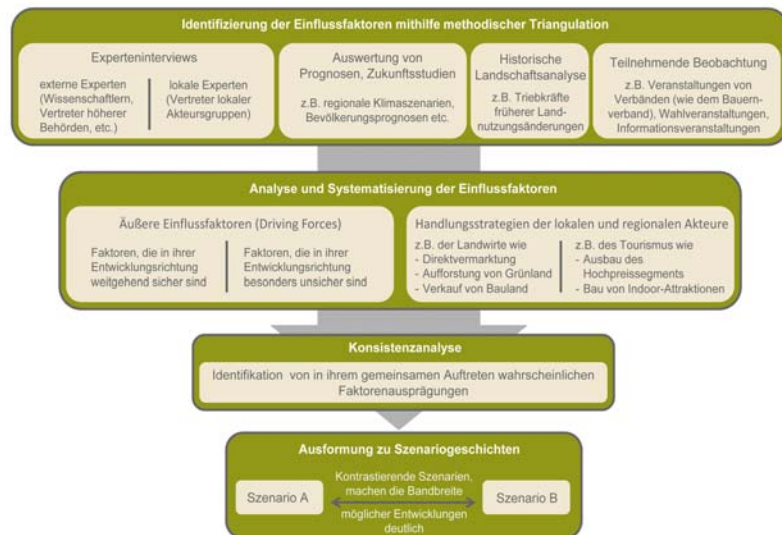 Identifizierung der Einflussfaktoren mithilfe methodischer Triangulation
Experteninterviews
externe Experten
(Wissenschaftlern,
Vertreter höherer
Behörden, etc.)
lokale Experten
(Vertreter lokaler
Akteursgruppen)
Auswertung von
Prognosen, Zukunftsstudien
z.B. regionale Klimaszenarien,
Bevölkerungsprognosen etc.
Historische
Landschaftsanalyse
z.B. Triebkräfte
früherer Land-
nutzungsänderungen
Teilnehmende Beobachtung
z.B. Veranstaltungen von
Verbänden (wie dem Bauern-
verband), Wahlveranstaltungen,
Informationsveranstaltungen
Analyse und Systematisierung der Einflussfaktoren
Äußere Einflussfaktoren (Driving Forces)
Faktoren, die in ihrer
Entwicklungsrichtung
weitgehend sicher sind
Faktoren, die in ihrer
Entwicklungsrichtung
besonders unsicher sind
Handlungsstrategien der lokalen und regionalen Akteure
z.B. der Landwirte wie
- Direktvermarktung
- Aufforstung von Grünland
- Verkauf von Bauland
z.B. des Tourismus wie
- Ausbau des
Hochpreissegments
- Bau von Indoor-Attraktionen
Konsistenzanalyse
Identifikation von in ihrem gemeinsamen Auftreten wahrscheinlichen
Faktorenausprägungen
Ausformung zu Szenariogeschichten
Szenario A
Kontrastierende Szenarien,
machen die Bandbreite
möglicher Entwicklungen
deutlich
Szenario B